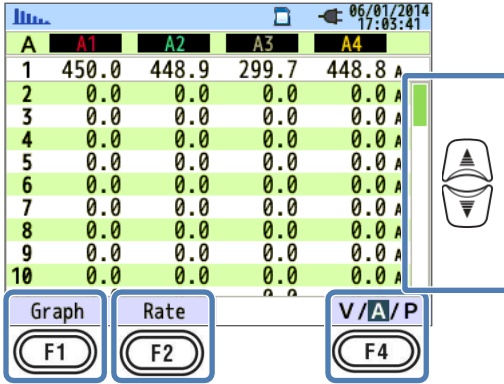 06/01/2014
17:03:41
A A1 A2 A3 A4
1 450.0 448.9 299.7 448.8 A
2 0.0 0.0 0.0 0.0 A
3 0.0 0.0 0.0 0.0 A
4 0.0 0.0 0.0 0.0 A
5 0.0 0.0 0.0 0.0 A
6 0.0 0.0 0.0 0.0 A
7 0.0 0.0 0.0 0.0 A
8 0.0 0.0 0.0 0.0 A
9 0.0 0.0 0.0 0.0 A
10 0.0 0.0 0.0 0.0 A
Graph Rate V/A/P
F1 F2 F4